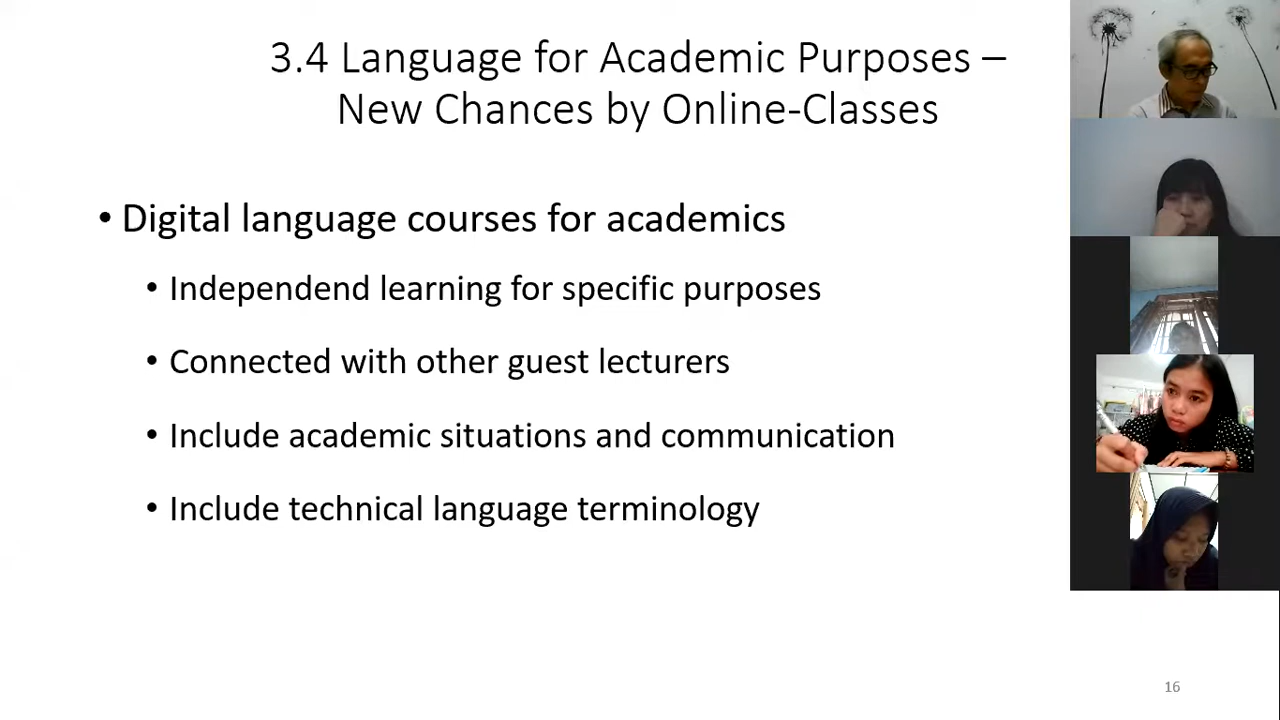 3.4 Language for Academic Purposes –
New Chances by Online-Classes
• Digital language courses for academics
• Independend learning for specific purposes
• Connected with other guest lecturers
• Include academic situations and communication
• Include technical language terminology
16